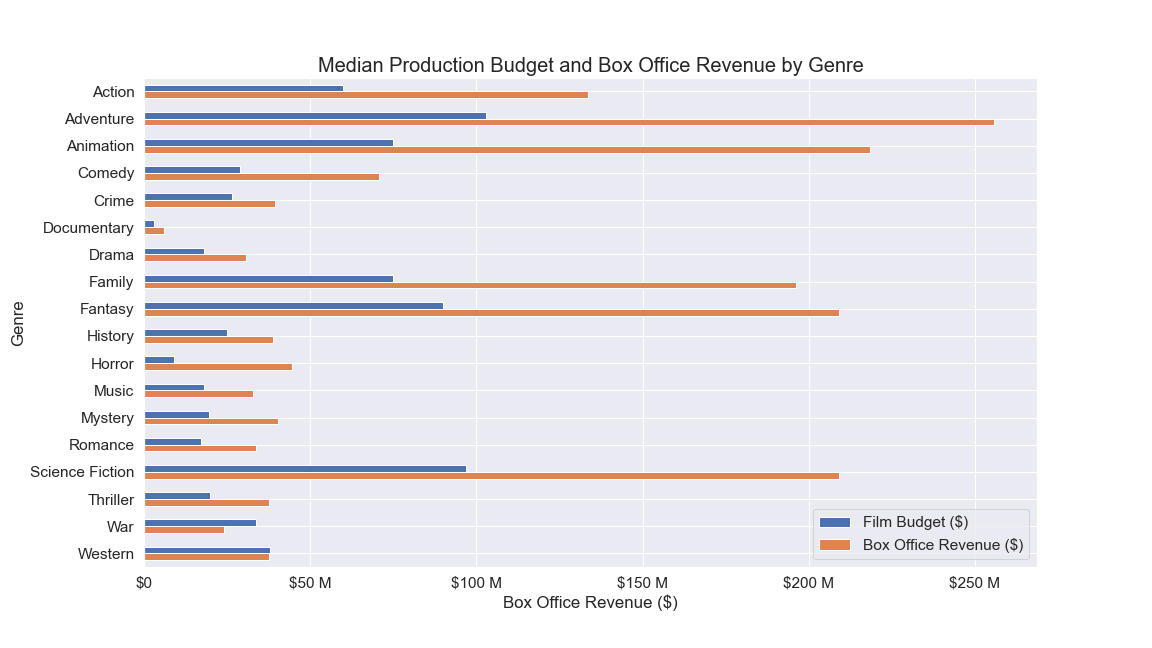 Median Production Budget and Box Office Revenue by Genre
Genre
Action
Adventure
Animation
Comedy
Crime
Documentary
Drama
Family
Fantasy
History
Horror
Music
Mystery
Romance
Science Fiction
Thriller
War
Western
Film Budget ($)
Box Office Revenue ($)
$0 $50 M $100 M $150 M $200 M $250 M
Box Office Revenue ($)